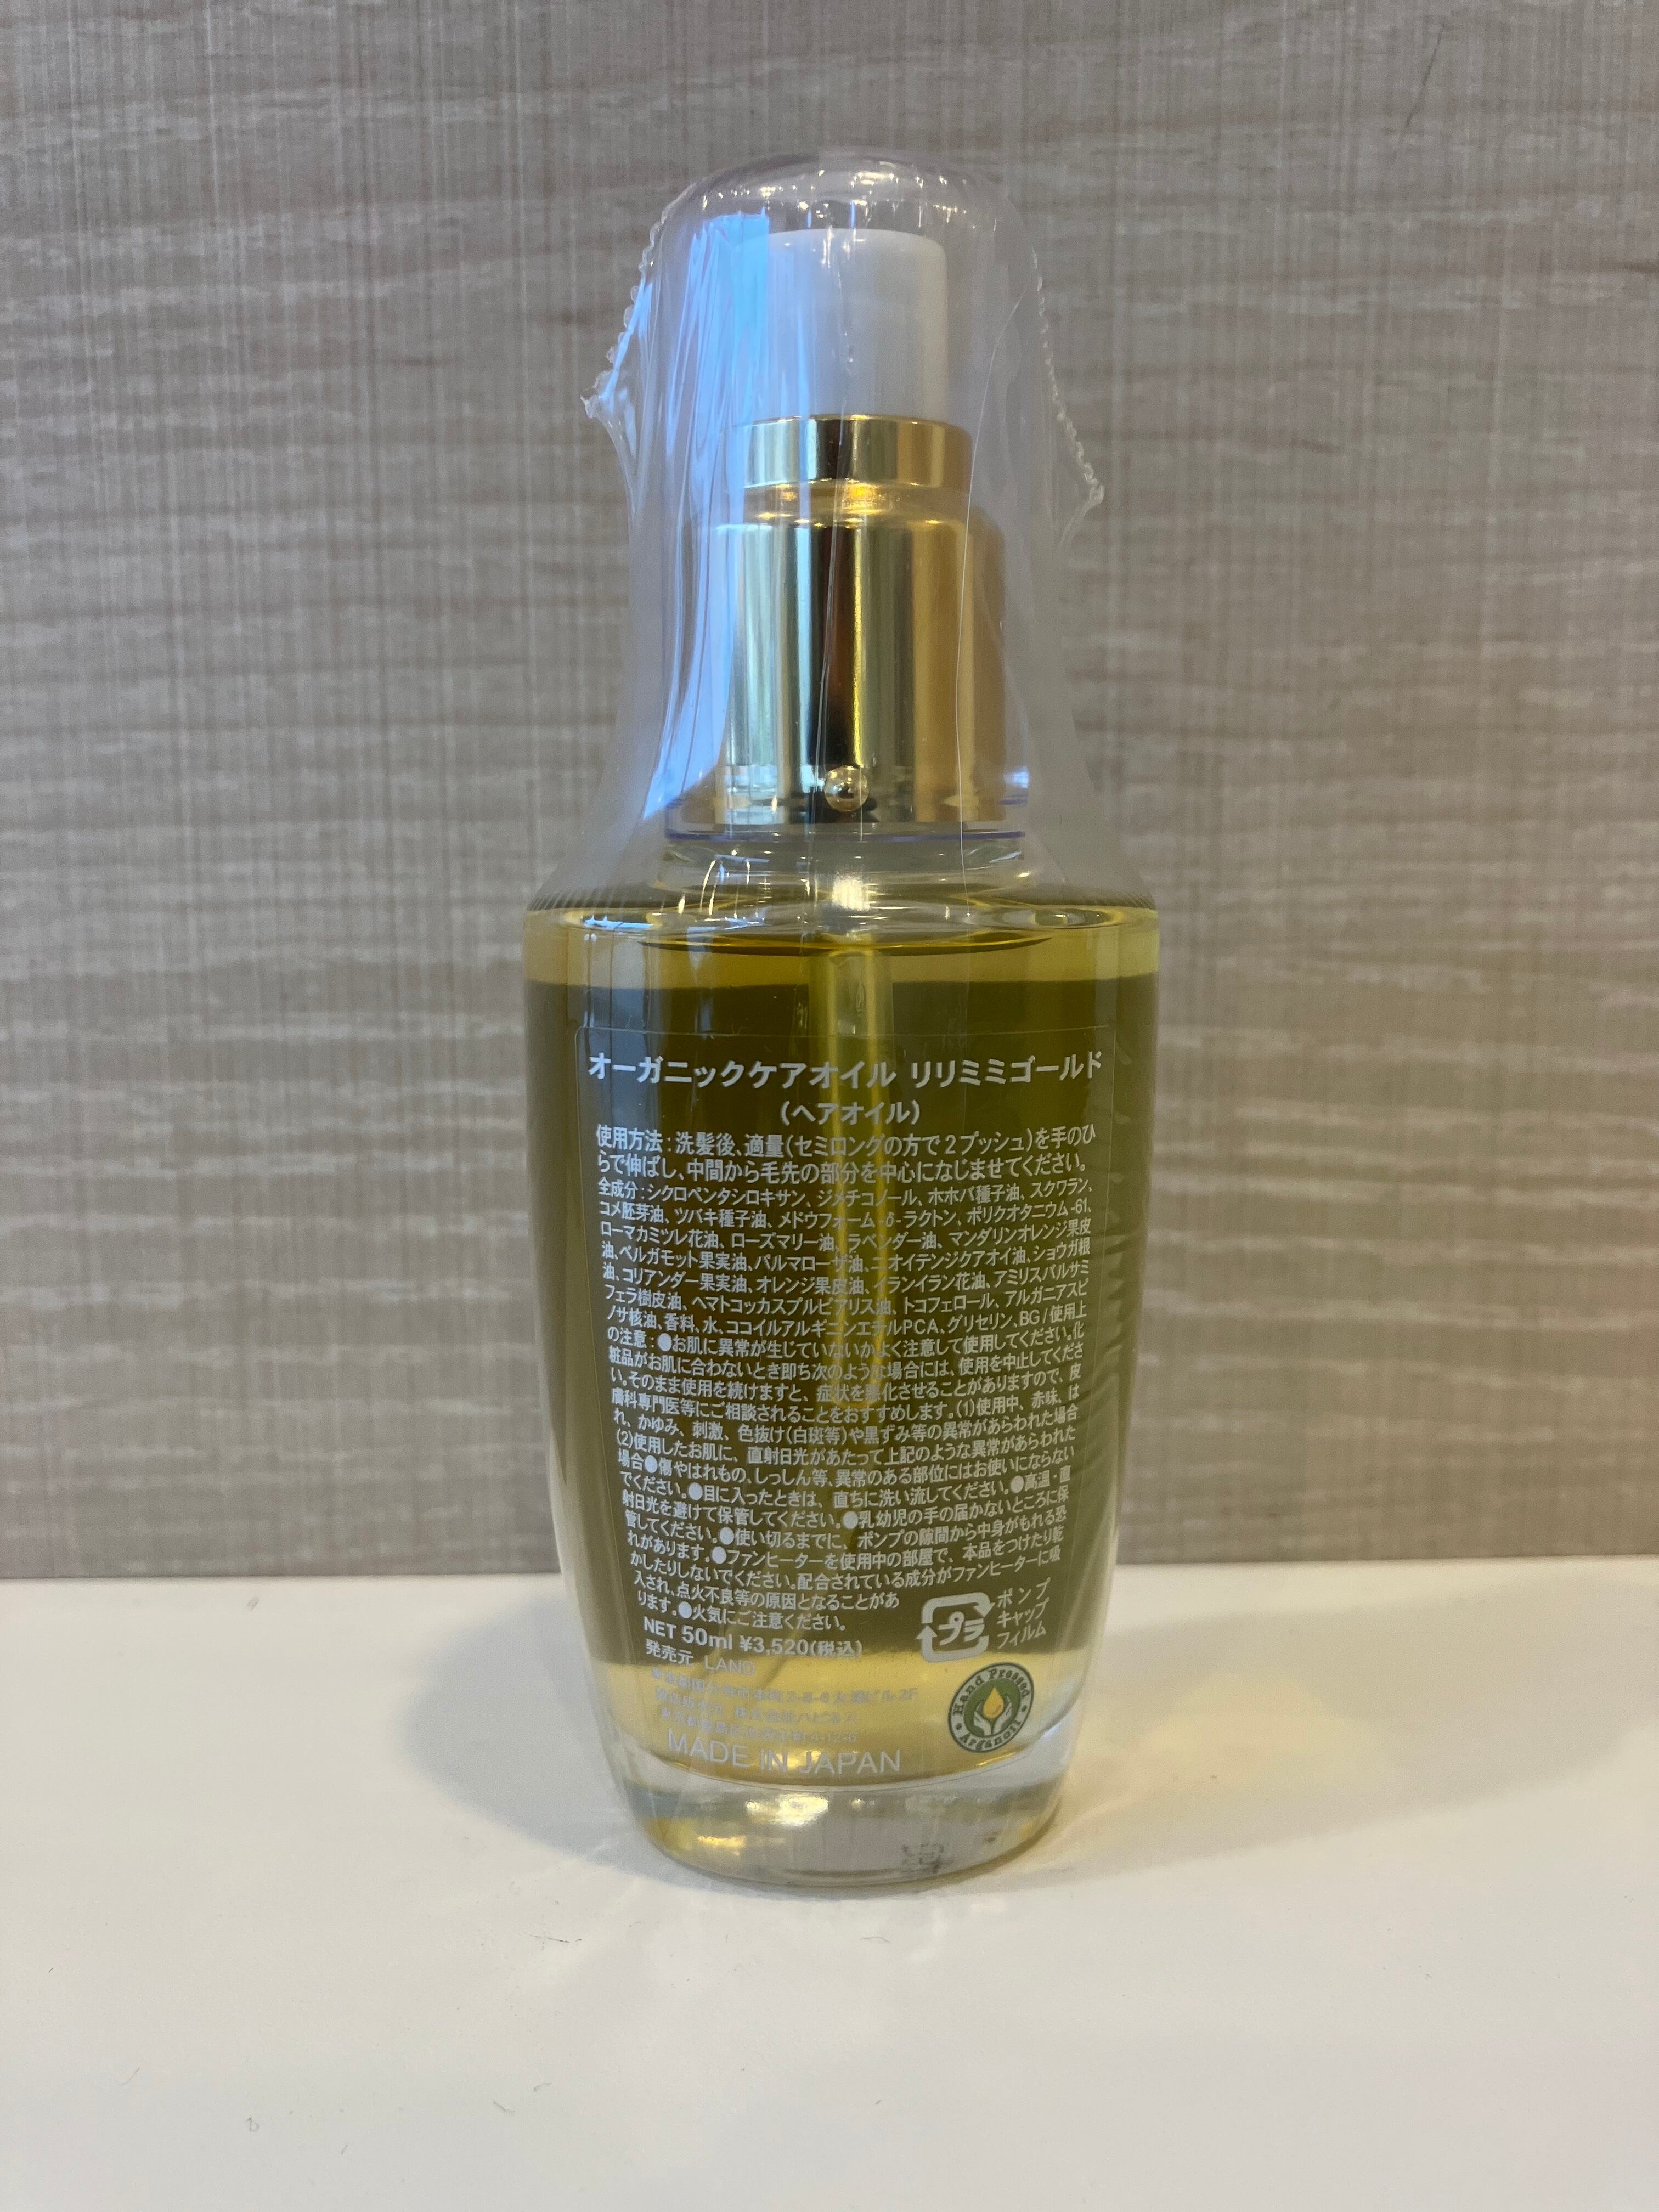 オーガニックケアオイル リリミミゴールド
(ヘアオイル)
使用方法:洗髪後、適量(セミロングの方で2プッシュ)を手のひ
らで伸ばし、中間から毛先の部分を中心になじませてください。
全成分:シクロペンタシロキサン、ジメチコノール、ホホバ種子油、スクワラン、
コメ胚芽油、ツバキ種子油、メドウフォーム-δ-ラクトン、ポリクオタニウム-61、
ローマカミツレ花油、ローズマリー油、ラベンダー油、マンダリンオレンジ果皮
油、ベルガモット果実油、パルマローザ油、ニオイテンジクアオイ油、ショウガ根
油、コリアンダー果実油、オレンジ果皮油、イランイラン花油、アミリスバルサミ
フェラ樹皮油、ヘマトコッカスプルビアリス油、トコフェロール、アルガニアスピ
ノサ核油、香料、水、ココイルアルギニンエチルPCA、グリセリン、BG/使用上
の注意:●お肌に異常が生じていないかよく注意して使用してください。化
粧品がお肌に合わないとき即ち次のような場合には、使用を中止してくださ
い。そのまま使用を続けますと、症状を悪化させることがありますので、皮
膚科専門医等にご相談されることをおすすめします。(1)使用中、赤味、は
れ、かゆみ、刺激、色抜け(白斑等)や黒ずみ等の異常があらわれた場合
(2)使用したお肌に、直射日光があたって上記のような異常があらわれた
場合●傷やはれもの、しっしん等、異常のある部位にはお使いにならない
でください。●目に入ったときは、直ちに洗い流してください。●高温・直
射日光を避けて保管してください。●乳幼児の手の届かないところに保
管してください。●使い切るまでに、ポンプの隙間から中身がもれる恐
れがあります。●ファンヒーターを使用中の部屋で、本品をつけたり乾
かしたりしないでください。配合されている成分がファンヒーターに吸
入され、点火不良等の原因となることがあ
ります。●火気にご注意ください。
NET 50ml ¥3,520(税込)
発売元 LAND
MADE IN JAPAN
プラ
ポンプ
キャップ
フィルム
Hand Pressed
Arganoil